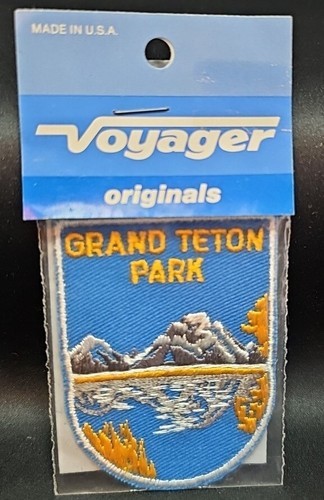 MADE IN U.S.A.
Voyager
originals
GRAND TETON
PARK